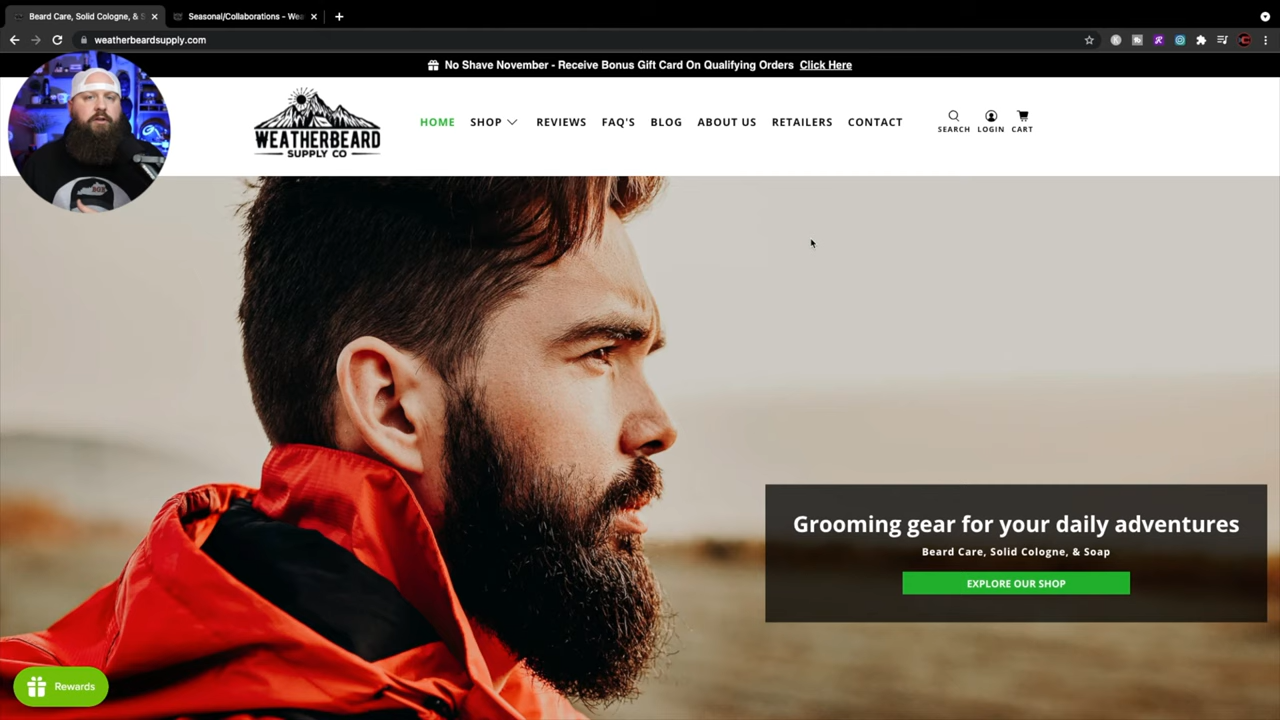 Beard Care, Solid Cologne, & S
Seasonal/Collaborations - Wea
weatherbeardsupply.com
No Shave November - Receive Bonus Gift Card On Qualifying Orders Click Here
WEATHERBEARD
SUPPLY CO
HOME SHOP REVIEWS FAQ'S BLOG ABOUT US RETAILERS CONTACT
SEARCH LOGIN CART
Grooming gear for your daily adventures
Beard Care, Solid Cologne, & Soap
EXPLORE OUR SHOP
Rewards